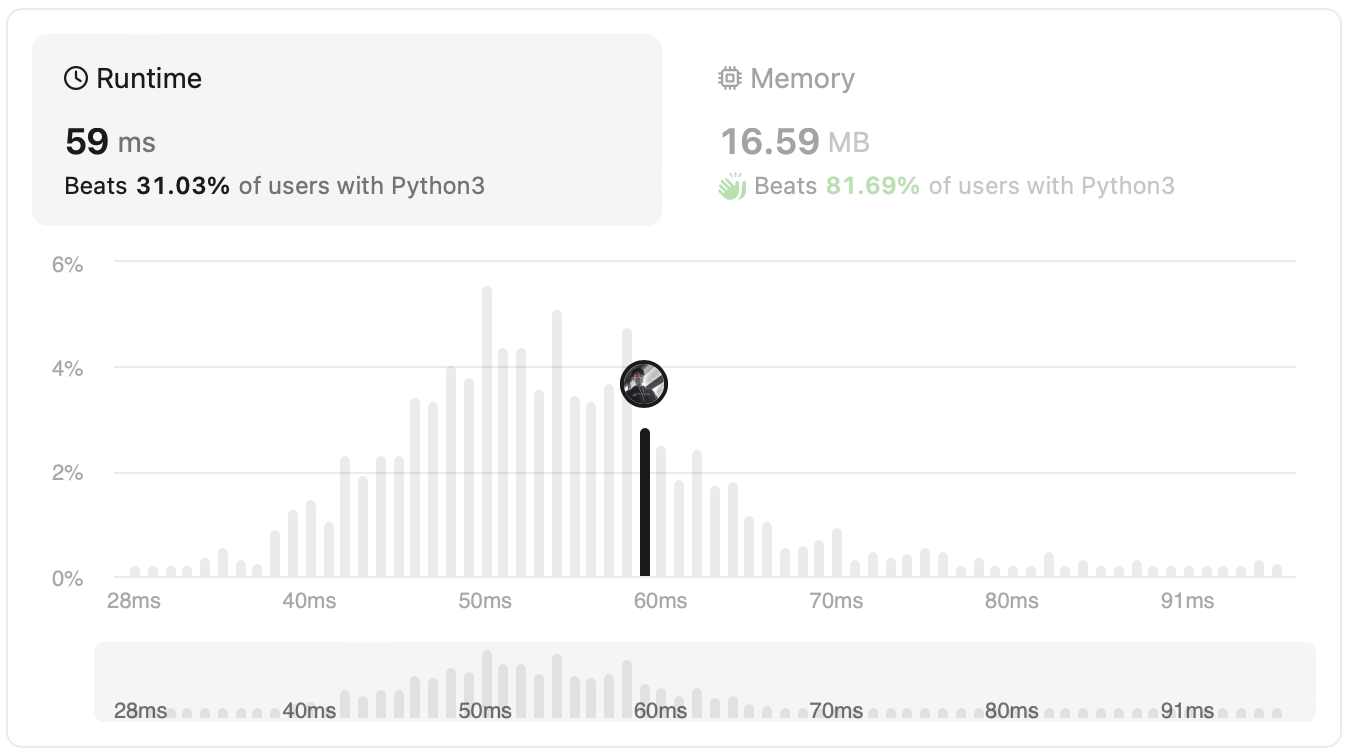 Runtime
59 ms
Beats 31.03% of users with Python3
Memory
16.59 MB
Beats 81.69% of users with Python3
6%
4%
2%
0%
28ms 40ms 50ms 60ms 70ms 80ms 91ms
28ms 40ms 50ms 60ms 70ms 80ms 91ms